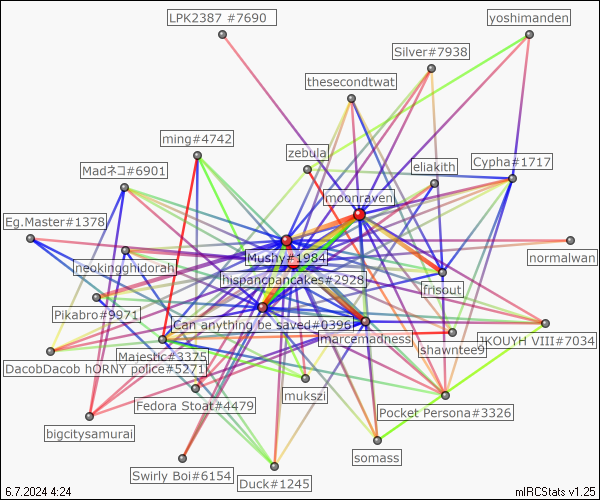 LPK2387 #7690
yoshimanden
Silver#7938
thesecondtwat
ming#4742
zebula
eliakith
Cypha#1717
Madネコ#6901
moonraven
Eg.Master#1378
Mushy#1984
normalwan
neokingghidorah
hispanicpancakes#2928
frisout
Pikabro#9971
Can anything be saved#0396
marcemadness
JKOUYH VIII#7034
shawntee9
Majestic#3375
DacobDacob hORNY police#5271
mukszi
Fedora Stoat#4479
Pocket Persona#3326
bigcitysamurai
somass
Swirly Boi#6154
Duck#1245
6.7.2024 4:24
mIRCStats v1.25